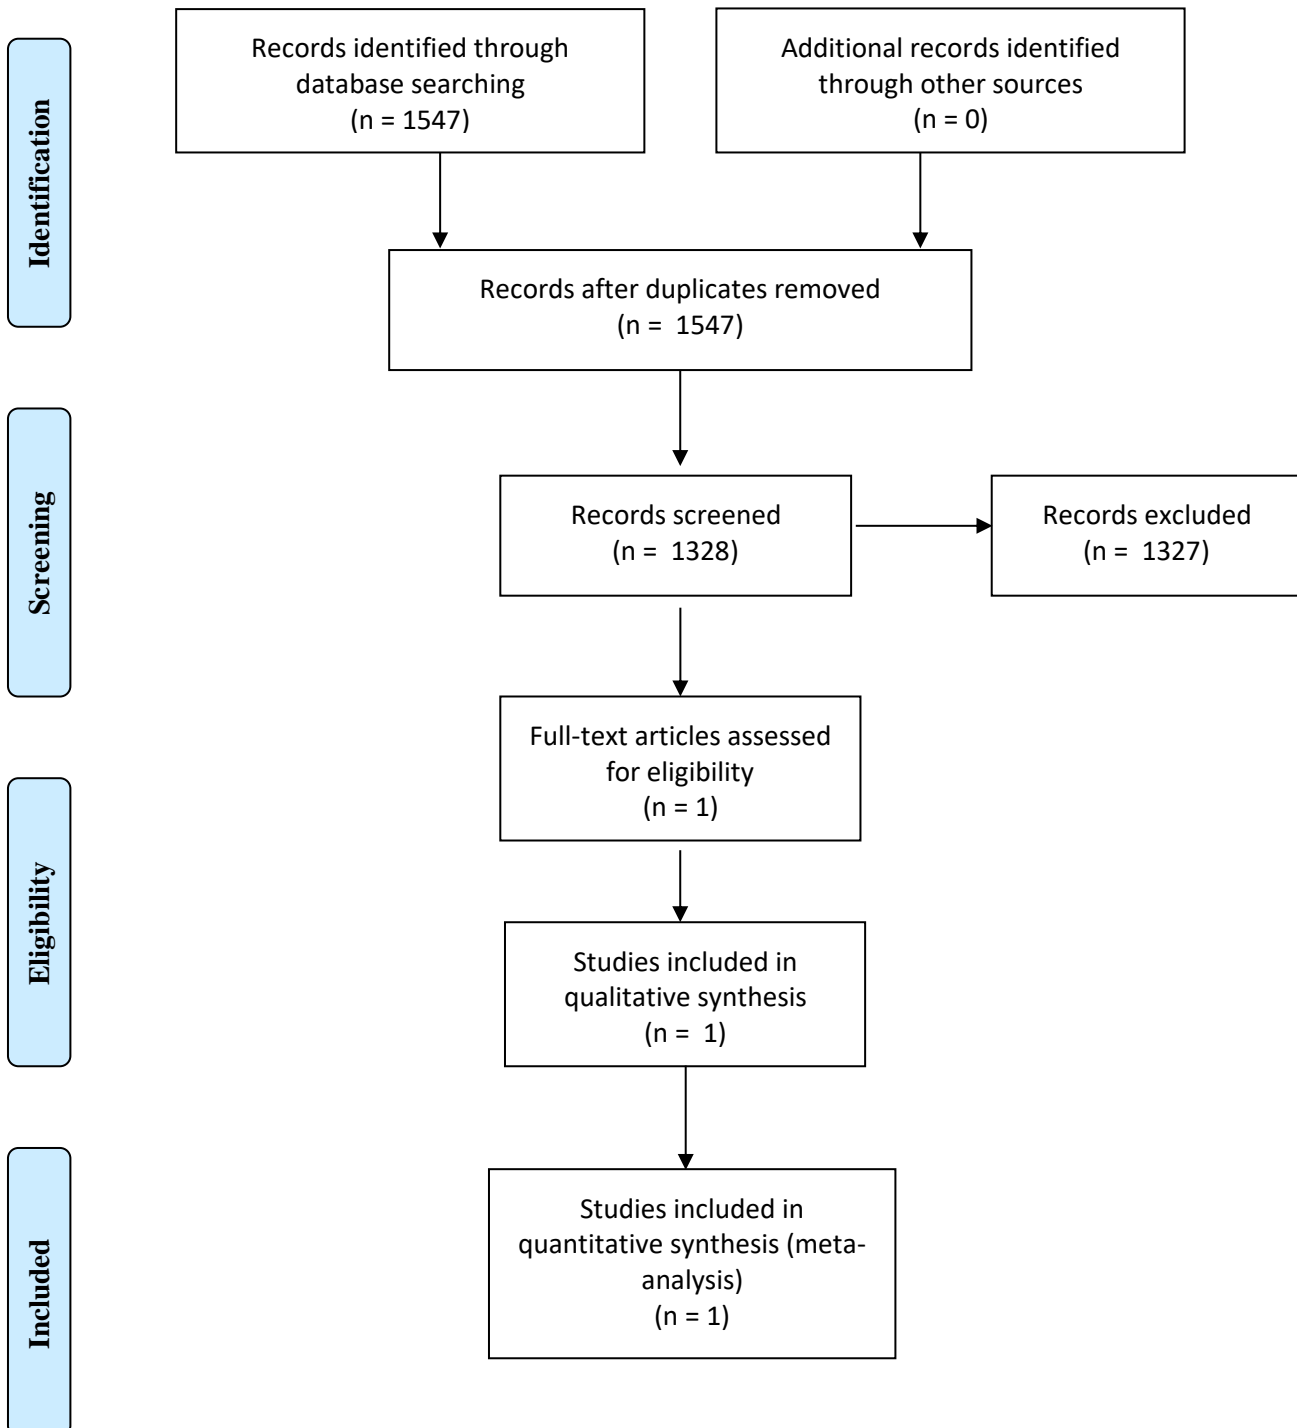 Identification
Records identified through
database searching
(n = 1547)
Additional records identified
through other sources
(n = 0)
Records after duplicates removed
(n =  1547)
Screening
Records screened
(n =  1328)
Records excluded
(n =  1327)
Full-text articles assessed
for eligibility
(n = 1)
Eligibility
Studies included in
qualitative synthesis
(n =  1)
Included
Studies included in
quantitative synthesis (meta-
analysis)
(n = 1)